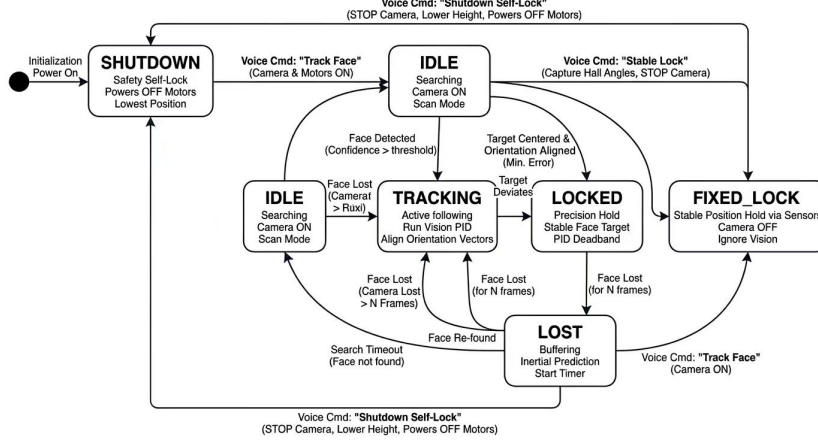 Voice Cmd: "Shutdown Self-Lock"
(STOP Camera, Lower Height, Powers OFF Motors)
Initialization
Power On
SHUTDOWN
Safety Self-Lock
Powers OFF Motors
Lowest Position
Voice Cmd: "Track Face"
(Camera & Motors ON)
IDLE
Searching
Camera ON
Scan Mode
Voice Cmd: "Stable Lock"
(Capture Hall Angles, STOP Camera)
Face Detected
(Confidence > threshold)
Target Centered &
Orientation Aligned
(Min. Error)
IDLE
Searching
Camera ON
Scan Mode
Face Lost
(Camerat
> Ruxi)
TRACKING
Active following
Run Vision PID
Align Orientation Vectors
Target
Deviates
LOCKED
Precision Hold
Stable Face Target
PID Deadband
FIXED_LOCK
Stable Position Hold via Sensors
Camera OFF
Ignore Vision
Face Lost
(Camera Lost
> N Frames)
Face Lost
(for N frames)
Face Lost
(for N frames)
Face Re-found
LOST
Buffering
Inertial Prediction
Start Timer
Search Timeout
(Face not found)
Voice Cmd: "Track Face"
(Camera ON)
Voice Cmd: "Shutdown Self-Lock"
(STOP Camera, Lower Height, Powers OFF Motors)